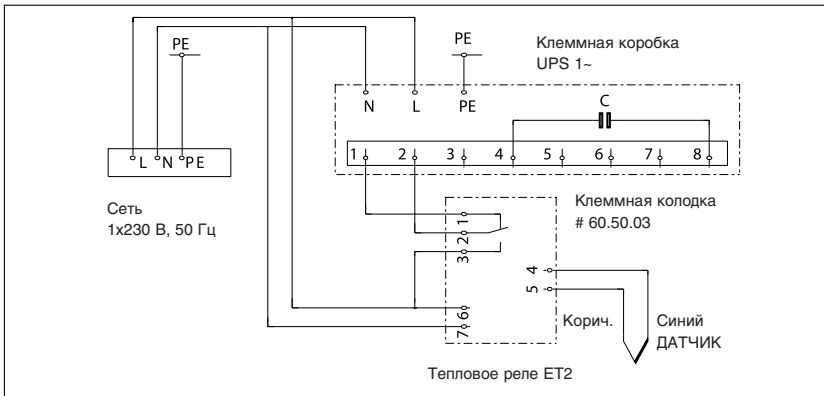 PE
PE
Клеммная коробка
UPS 1~
N L PE
C
1 2 3 4 5 6 7 8
L N PE
Сеть
1x230 В, 50 Гц
Клеммная колодка
# 60.50.03
1
2
3
4
5
6
7
Корич.
Синий
ДАТЧИК
Тепловое реле ET2